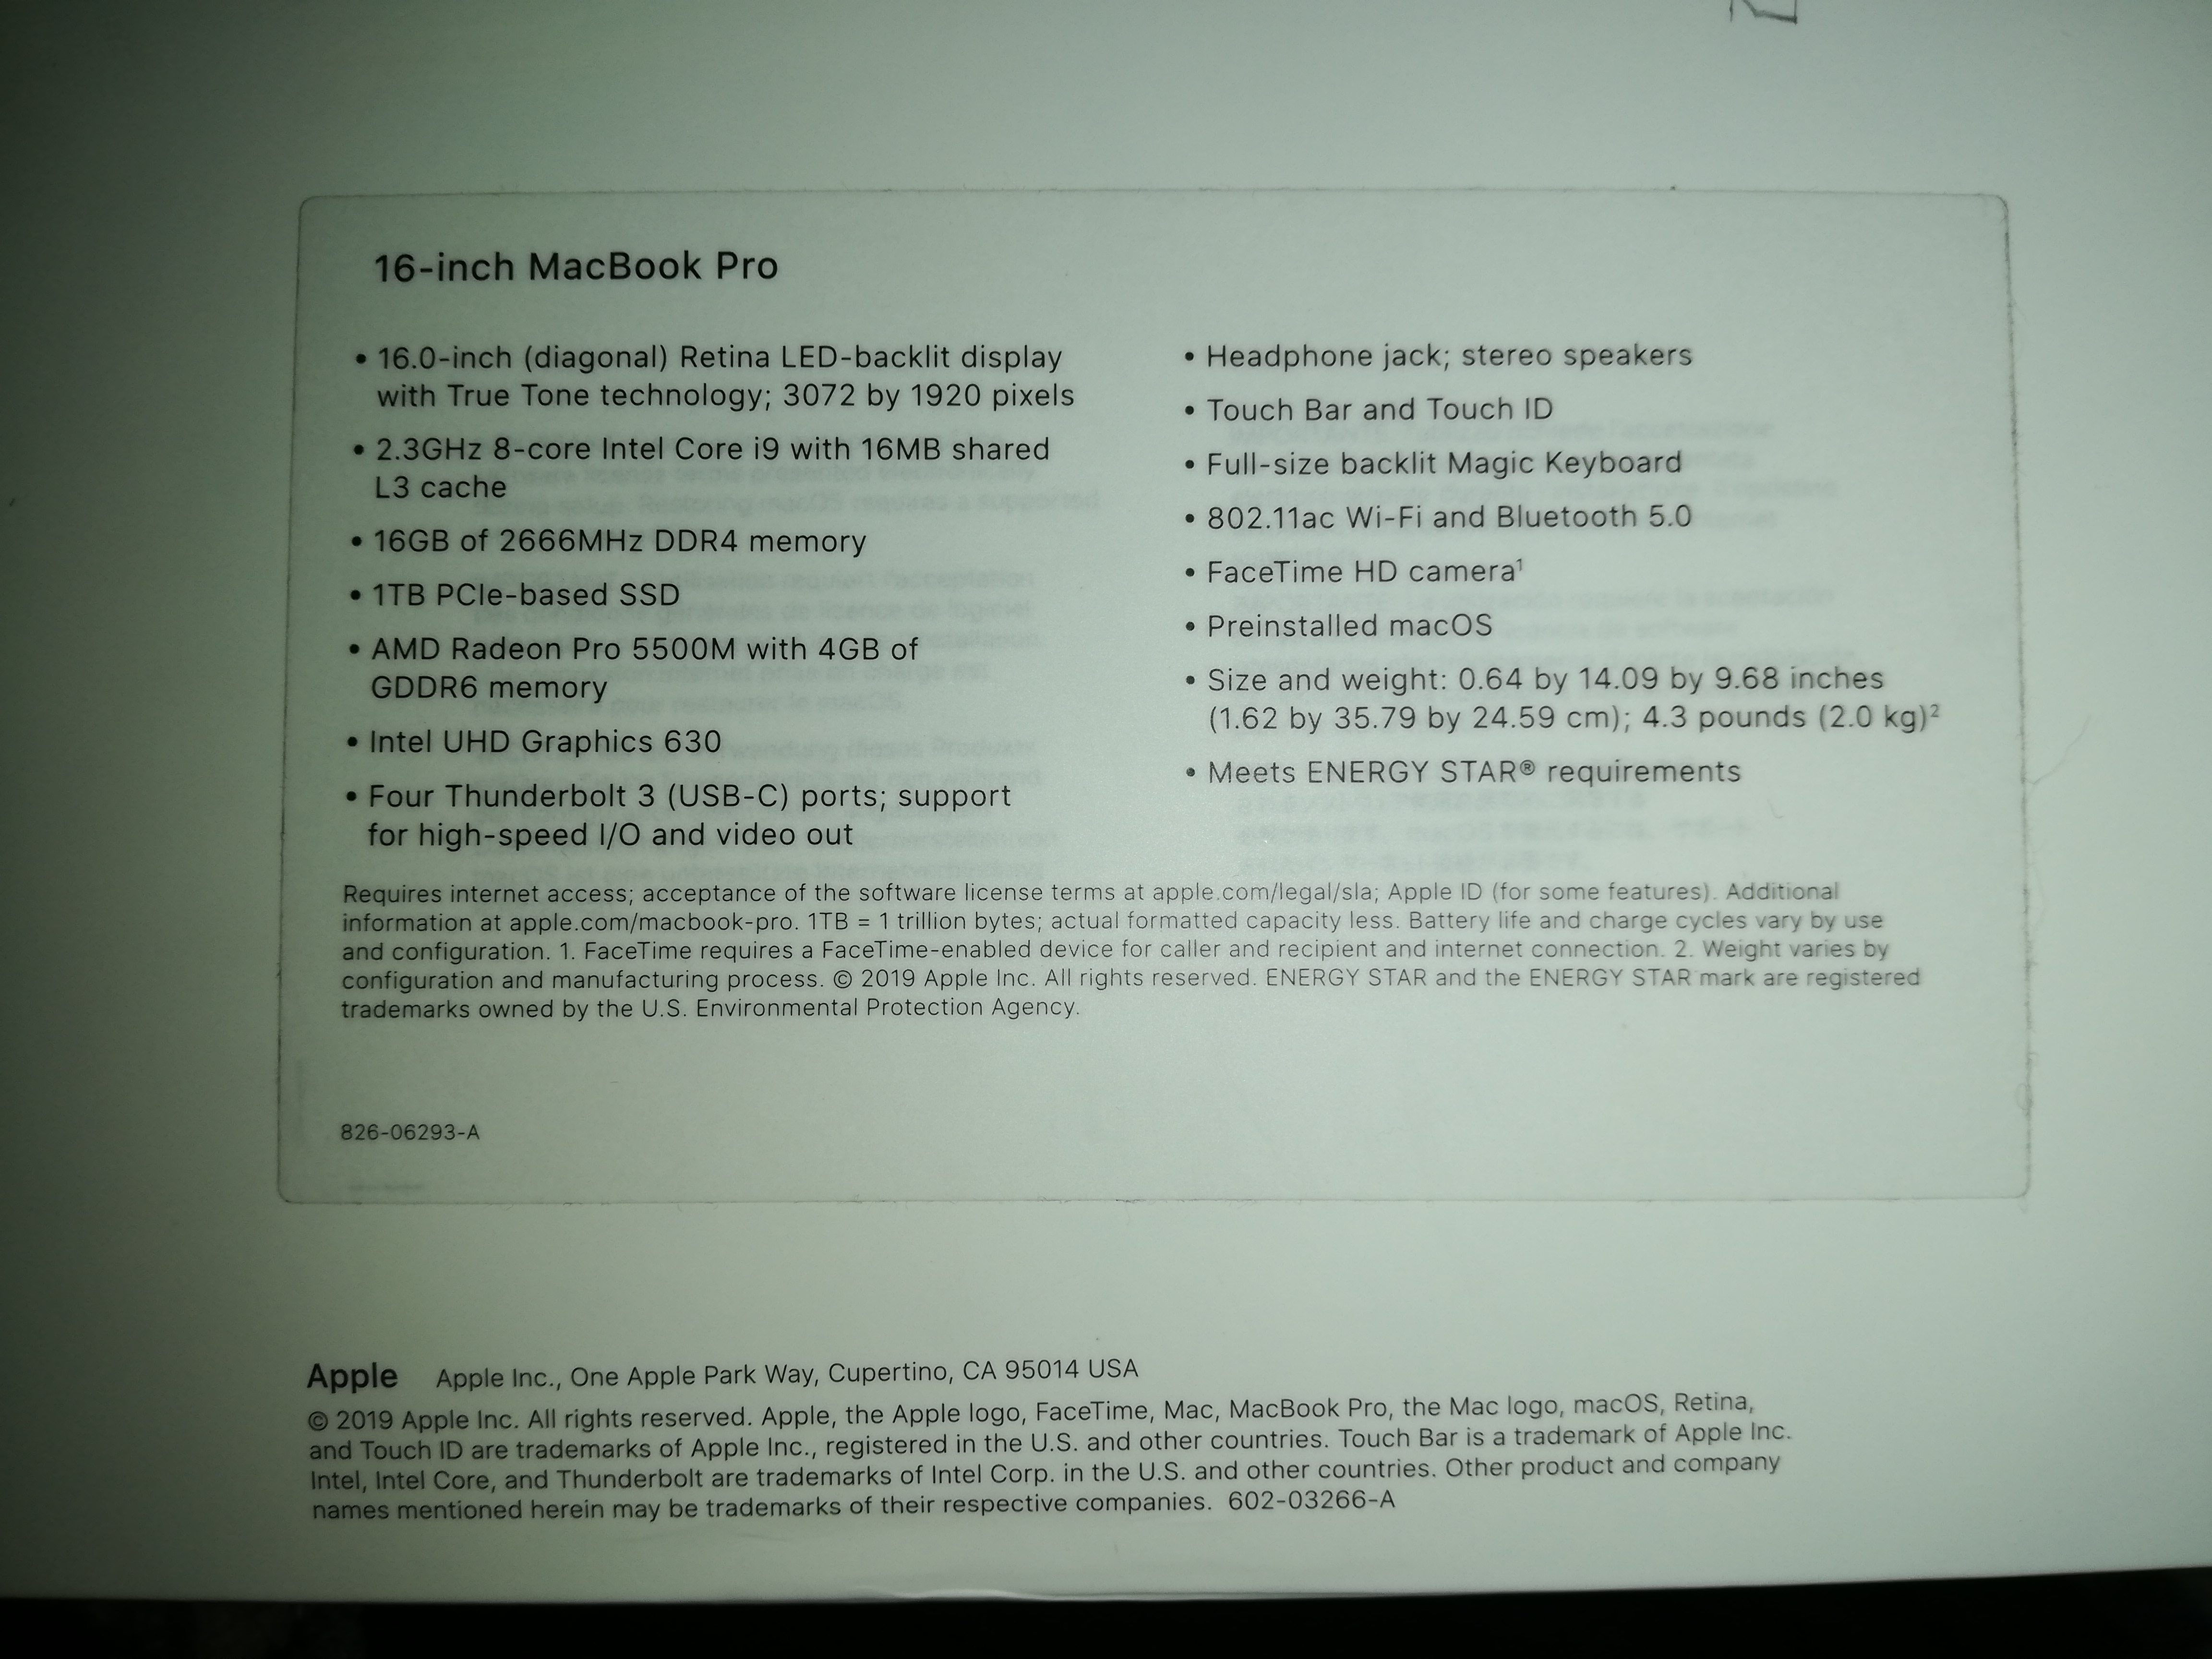 16-inch MacBook Pro
• 16.0-inch (diagonal) Retina LED-backlit display
with True Tone technology; 3072 by 1920 pixels
• 2.3GHz 8-core Intel Core i9 with 16MB shared
L3 cache
• 16GB of 2666MHz DDR4 memory
• 1TB PCIe-based SSD
• AMD Radeon Pro 5500M with 4GB of
GDDR6 memory
• Intel UHD Graphics 630
• Four Thunderbolt 3 (USB-C) ports; support
for high-speed I/O and video out
• Headphone jack; stereo speakers
• Touch Bar and Touch ID
• Full-size backlit Magic Keyboard
• 802.11ac Wi-Fi and Bluetooth 5.0
• FaceTime HD camera¹
• Preinstalled macOS
• Size and weight: 0.64 by 14.09 by 9.68 inches
(1.62 by 35.79 by 24.59 cm); 4.3 pounds (2.0 kg)²
• Meets ENERGY STAR® requirements
Requires internet access; acceptance of the software license terms at apple.com/legal/sla; Apple ID (for some features). Additional
information at apple.com/macbook-pro. 1TB = 1 trillion bytes; actual formatted capacity less. Battery life and charge cycles vary by use
and configuration. 1. FaceTime requires a FaceTime-enabled device for caller and recipient and internet connection. 2. Weight varies by
configuration and manufacturing process. © 2019 Apple Inc. All rights reserved. ENERGY STAR and the ENERGY STAR mark are registered
trademarks owned by the U.S. Environmental Protection Agency.
826-06293-A
Apple Apple Inc., One Apple Park Way, Cupertino, CA 95014 USA
© 2019 Apple Inc. All rights reserved. Apple, the Apple logo, FaceTime, Mac, MacBook Pro, the Mac logo, macOS, Retina,
and Touch ID are trademarks of Apple Inc., registered in the U.S. and other countries. Touch Bar is a trademark of Apple Inc.
Intel, Intel Core, and Thunderbolt are trademarks of Intel Corp. in the U.S. and other countries. Other product and company
names mentioned herein may be trademarks of their respective companies. 602-03266-A